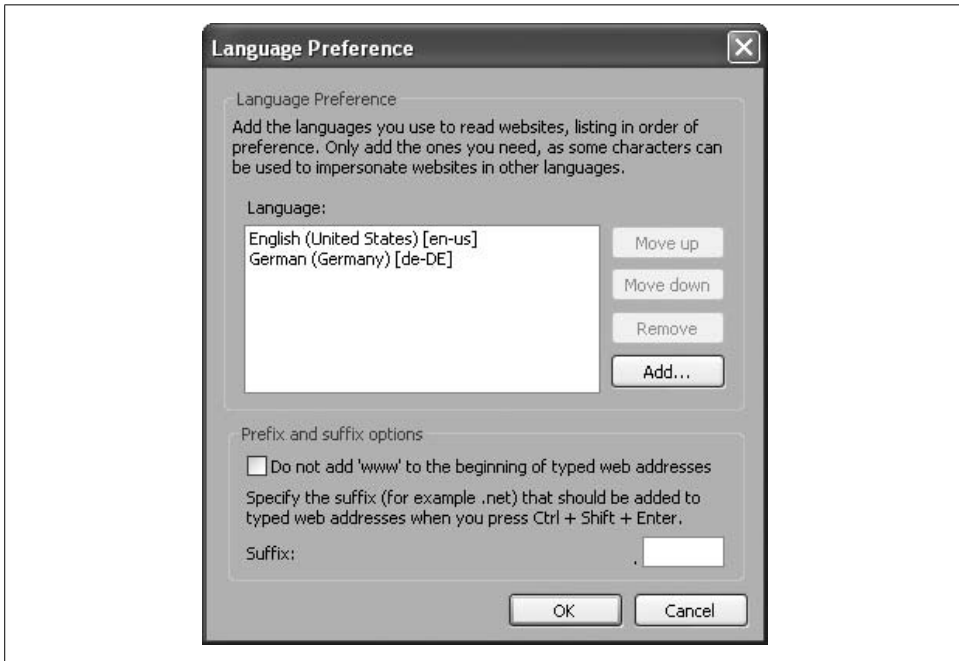 Language Preference
Language Preference
Add the languages you use to read websites, listing in order of
preference. Only add the ones you need, as some characters can
be used to impersonate websites in other languages.
Language:
English (United States) [en-us]
German (Germany) [de-DE]
Move up
Move down
Remove
Add...
Prefix and suffix options
Do not add 'www' to the beginning of typed web addresses
Specify the suffix (for example .net) that should be added to
typed web addresses when you press Ctrl + Shift + Enter.
Suffix: .
OK Cancel